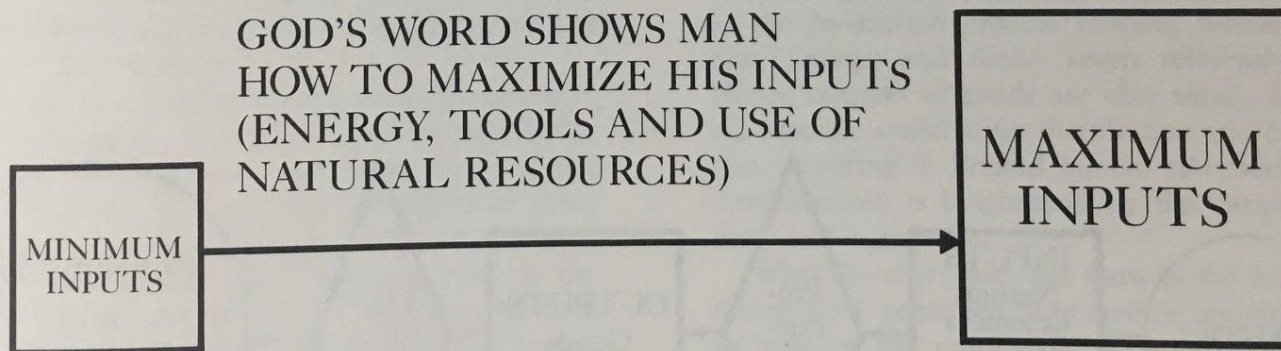 GOD'S WORD SHOWS MAN
HOW TO MAXIMIZE HIS INPUTS
(ENERGY, TOOLS AND USE OF
NATURAL RESOURCES)
MINIMUM
INPUTS
MAXIMUM
INPUTS